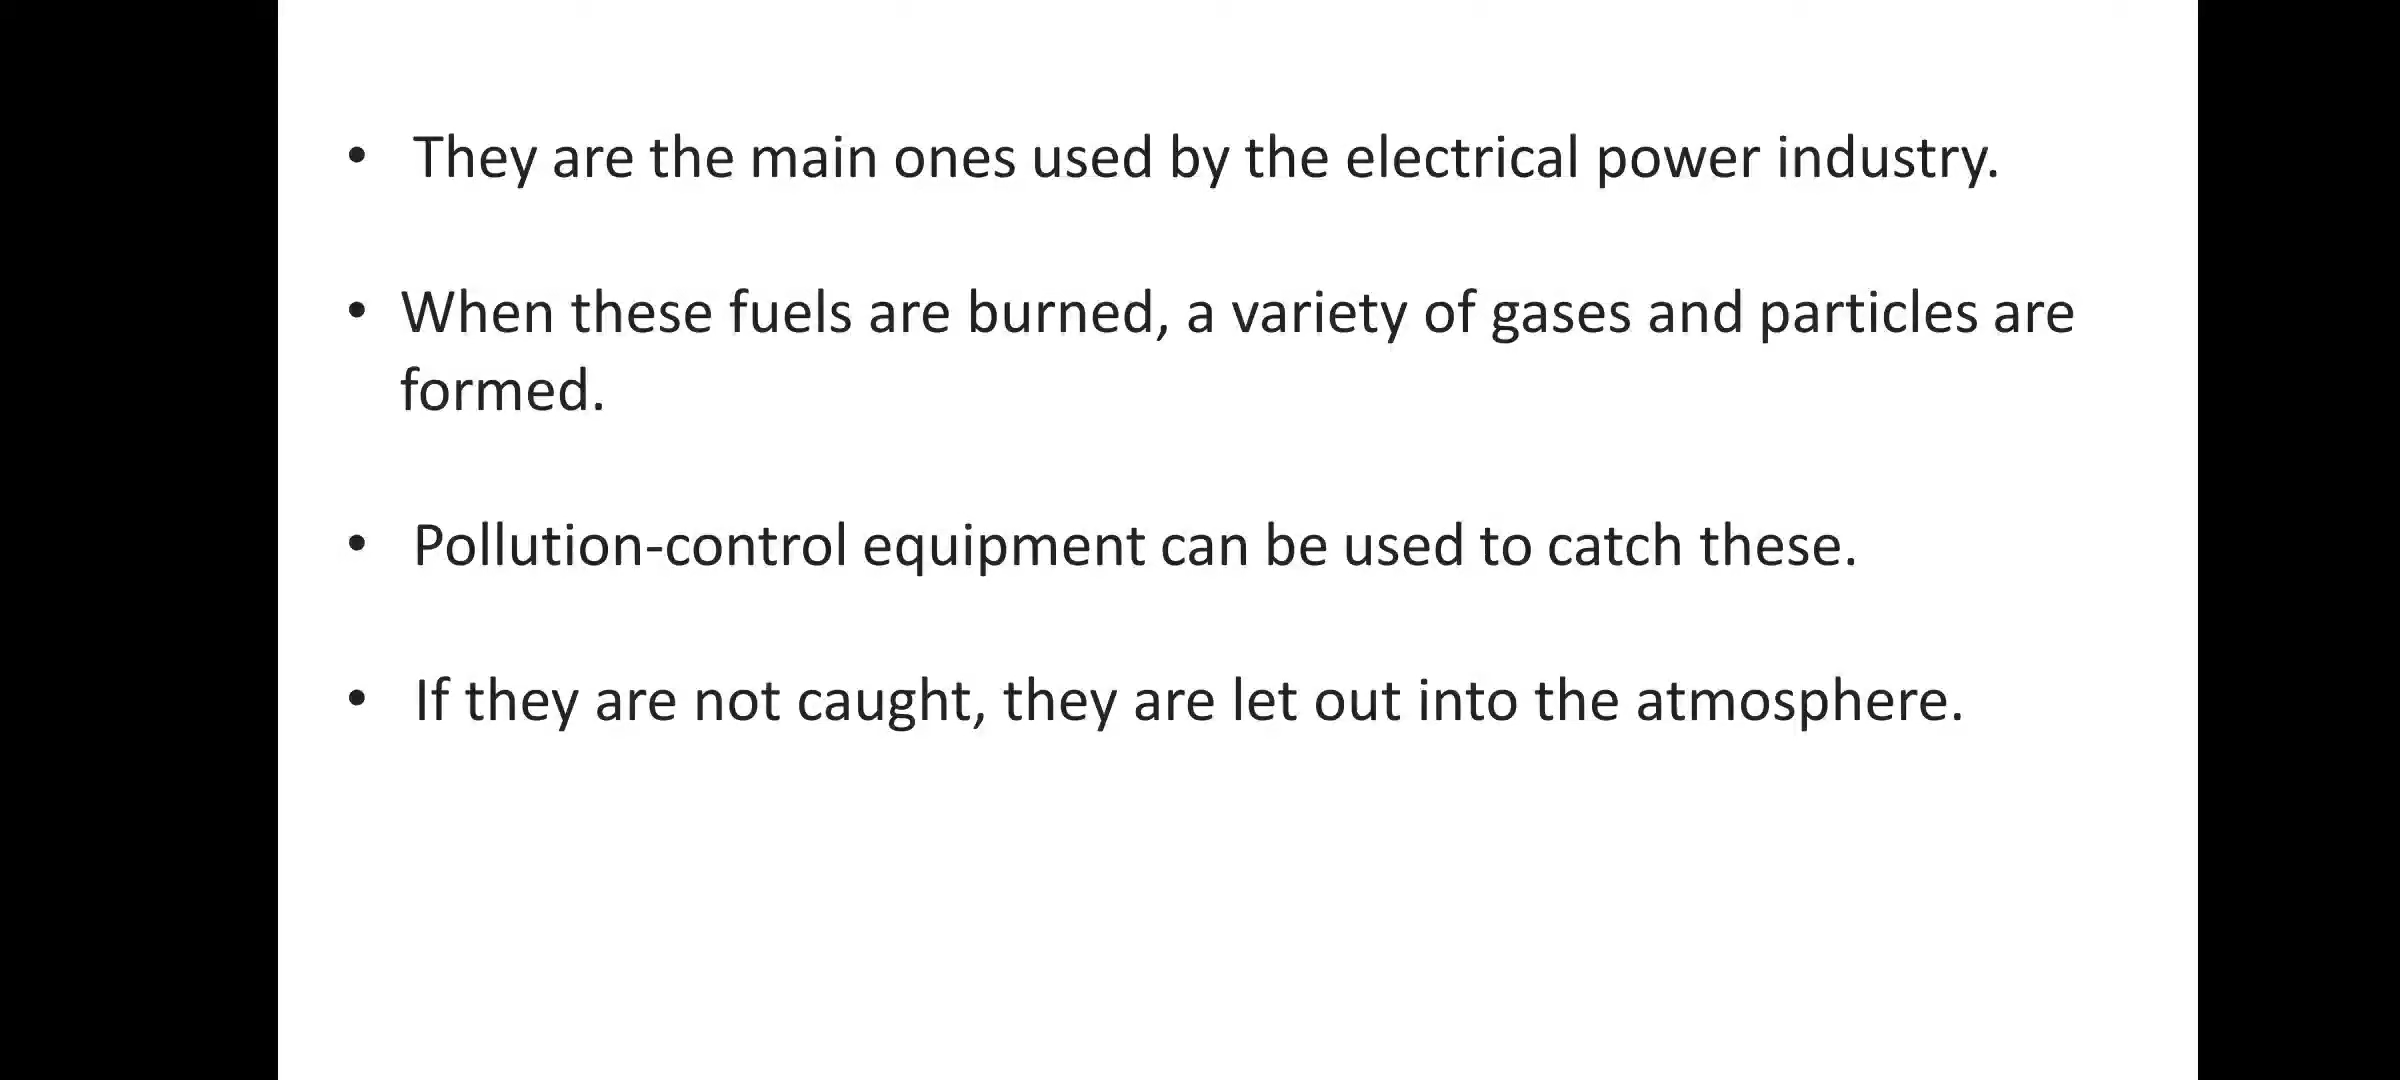 • They are the main ones used by the electrical power industry.
• When these fuels are burned, a variety of gases and particles are
formed.
• Pollution-control equipment can be used to catch these.
• If they are not caught, they are let out into the atmosphere.